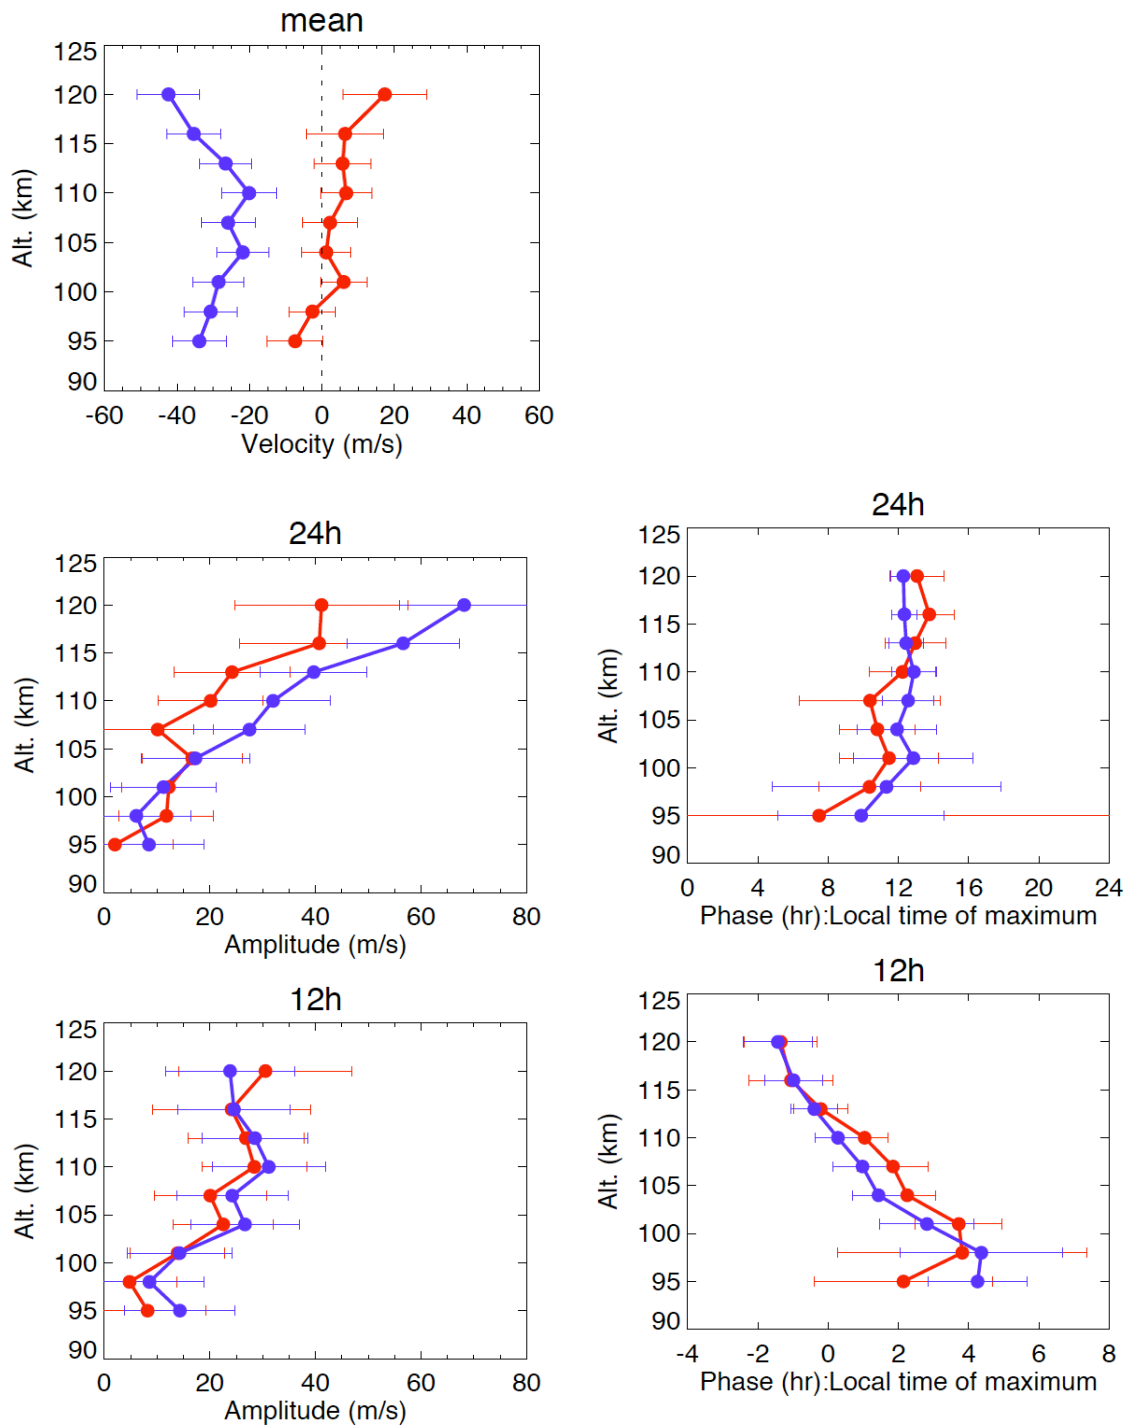 mean
125
120
115
110
105
100
95
90
Alt. (km)
-60 -40 -20 0 20 40 60
Velocity (m/s)
24h
125
120
115
110
105
100
95
90
Alt. (km)
0 20 40 60 80
Amplitude (m/s)
24h
125
120
115
110
105
100
95
90
Alt. (km)
0 4 8 12 16 20 24
Phase (hr):Local time of maximum
12h
125
120
115
110
105
100
95
90
Alt. (km)
0 20 40 60 80
Amplitude (m/s)
12h
125
120
115
110
105
100
95
90
Alt. (km)
-4 -2 0 2 4 6 8
Phase (hr):Local time of maximum